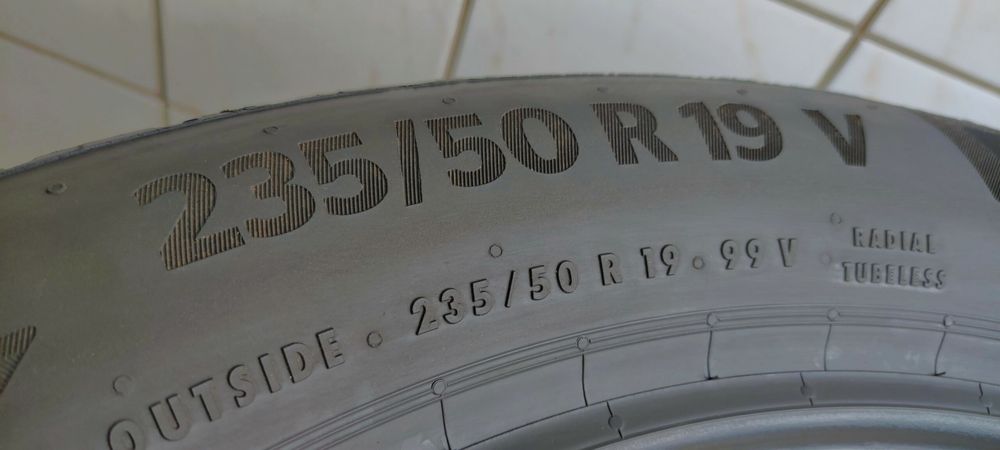 235/50 R 19 V
OUTSIDE • 235/50 R 19 • 99 V
RADIAL
TUBELESS